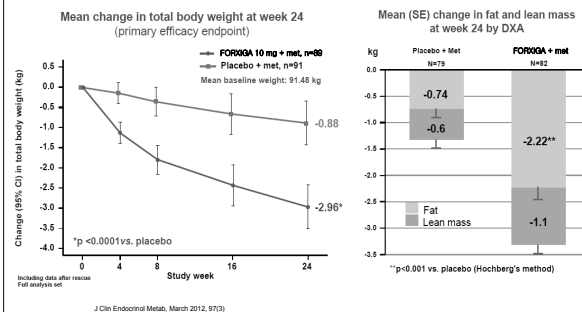 Mean change in total body weight at week 24
(primary efficacy endpoint)
FORXIGA 10 mg + met, n=89
Placebo + met, n=91
Mean baseline weight: 91.48 kg
Change (95% CI) in total body weight (kg)
0.5
0.0
-0.5
-1.0
-1.5
-2.0
-2.5
-3.0
-3.5
-4.0
-0.88
-2.96*
*p <0.0001vs. placebo
0
4
8
16
24
Study week
Including data after rescue
Full analysis set
J Clin Endocrinol Metab, March 2012, 97(3)
Mean (SE) change in fat and lean mass
at week 24 by DXA
kg
Placebo + Met
N=79
FORXIGA + met
N=82
0.0
-0.5
-1.0
-1.5
-2.0
-2.5
-3.0
-3.5
-0.74
-0.6
-2.22**
-1.1
Fat
Lean mass
**p<0.001 vs. placebo (Hochberg's method)